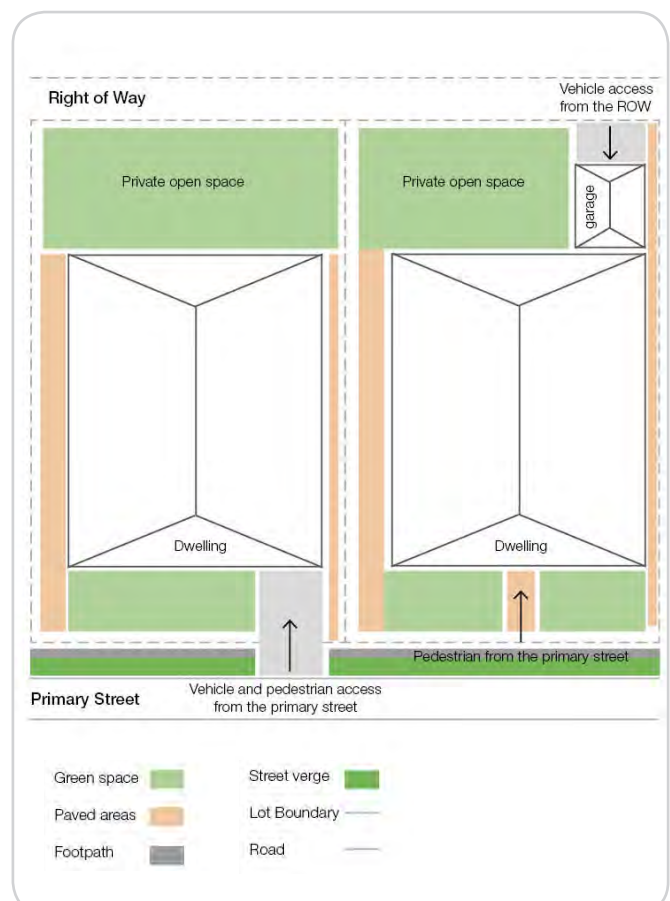 Right of Way
Vehicle access
from the ROW
Private open space
Private open space
garage
Dwelling
Dwelling
Pedestrian from the primary street
Vehicle and pedestrian access
from the primary street
Primary Street
Green space
Street verge
Paved areas
Lot Boundary
Footpath
Road